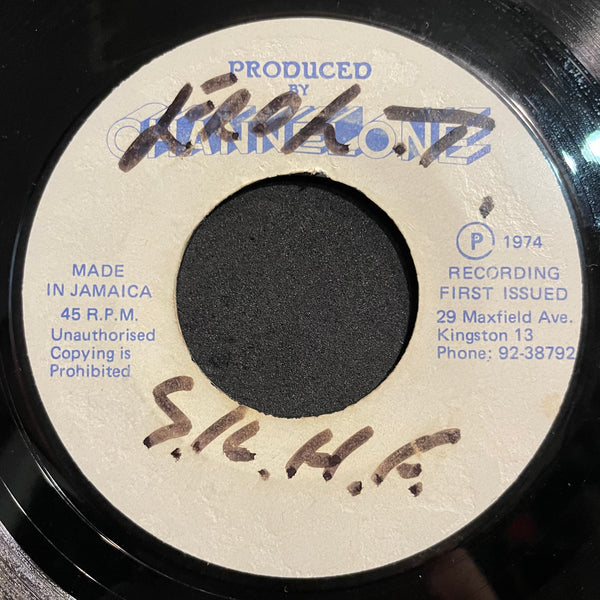 PRODUCED
BY
CHANNEL ONE
MADE
IN JAMAICA
45 R.P.M.
Unauthorised
Copying is
Prohibited
P 1974
RECORDING
FIRST ISSUED
29 Maxfield Ave.
Kingston 13
Phone: 92-38792
S.K.H.F.